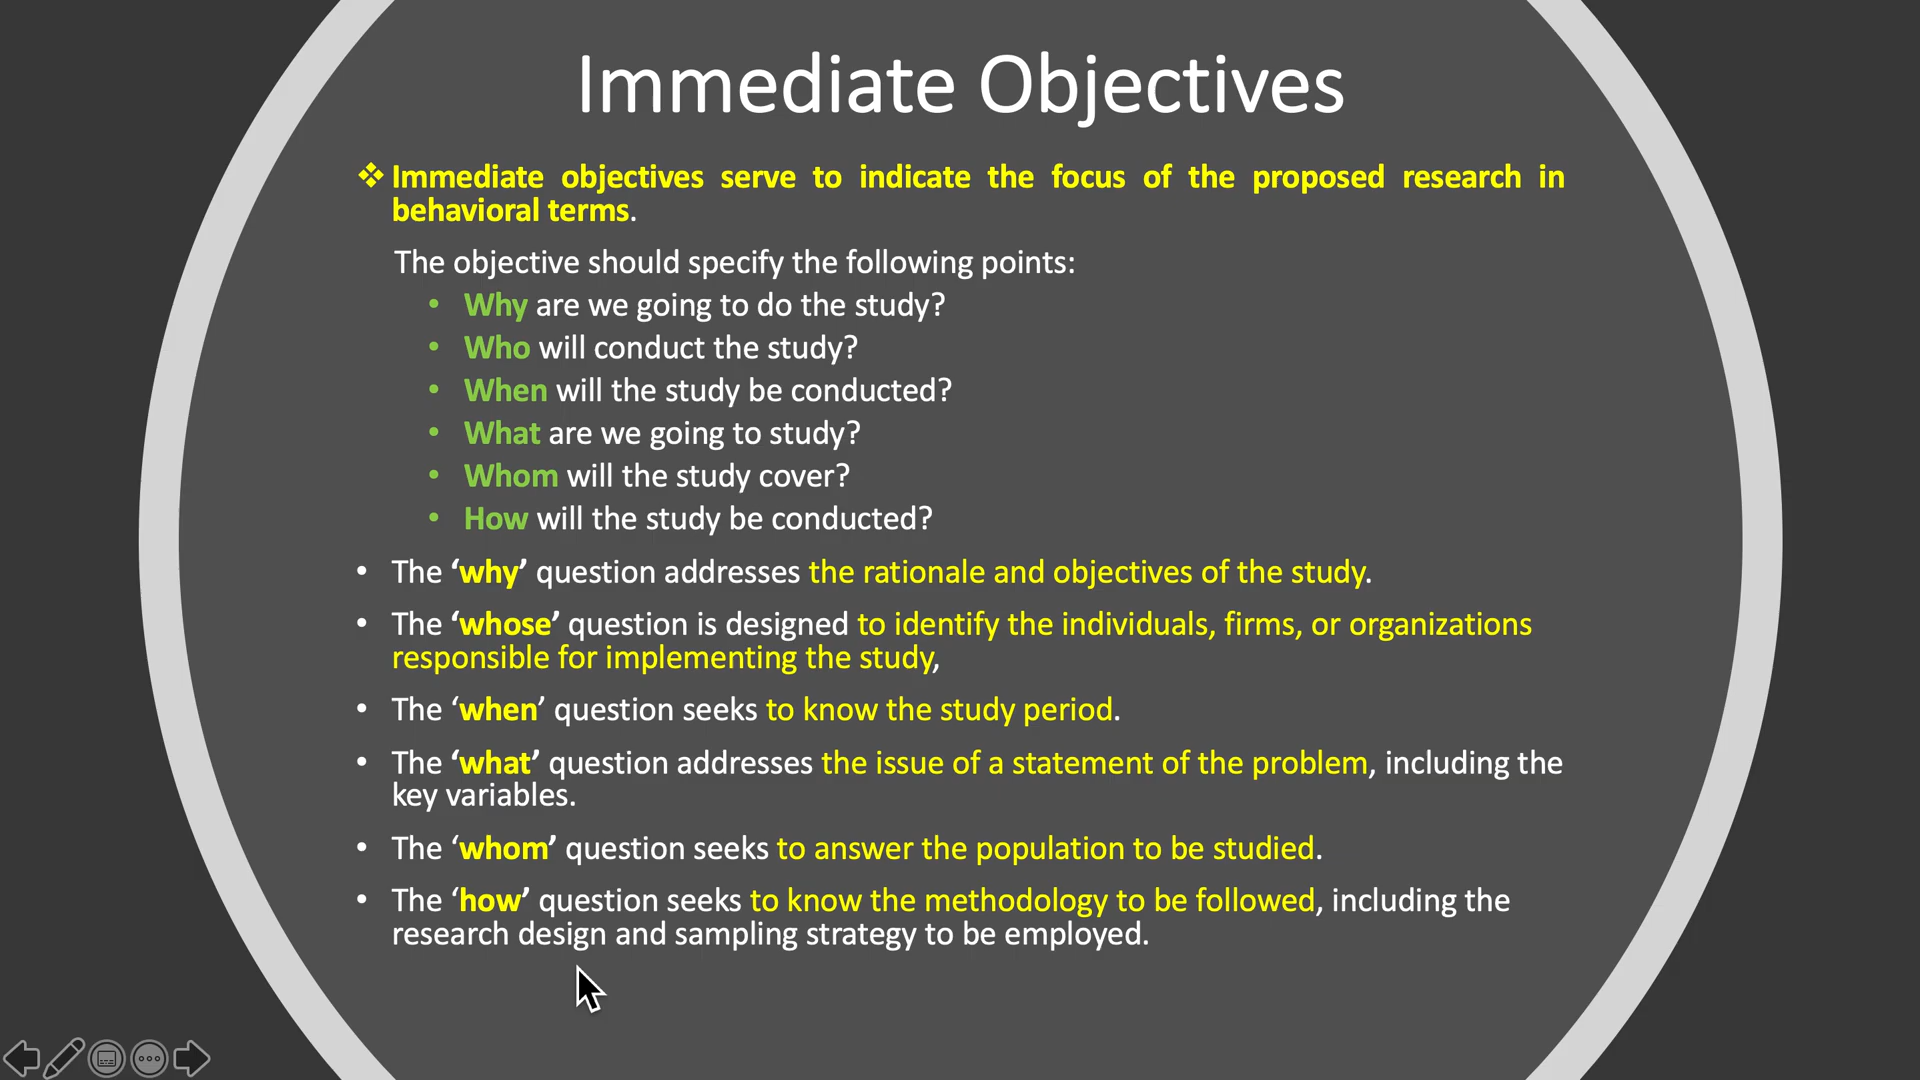 Immediate Objectives
❖ Immediate objectives serve to indicate the focus of the proposed research in
behavioral terms.
The objective should specify the following points:
• Why are we going to do the study?
• Who will conduct the study?
• When will the study be conducted?
• What are we going to study?
• Whom will the study cover?
• How will the study be conducted?
• The ‘why’ question addresses the rationale and objectives of the study.
• The ‘whose’ question is designed to identify the individuals, firms, or organizations
responsible for implementing the study,
• The ‘when’ question seeks to know the study period.
• The ‘what’ question addresses the issue of a statement of the problem, including the
key variables.
• The ‘whom’ question seeks to answer the population to be studied.
• The ‘how’ question seeks to know the methodology to be followed, including the
research design and sampling strategy to be employed.